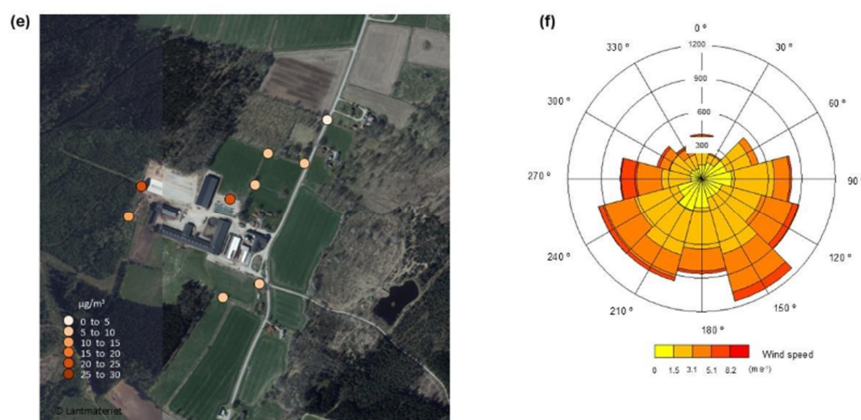 (e)
µg/m³
0 to 5
5 to 10
10 to 15
15 to 20
20 to 25
25 to 30
© Lantmäteriet
(f)
0 º
30 º
60 º
90 º
120 º
150 º
180 º
210 º
240 º
270 º
300 º
330 º
1200
900
600
300
Wind speed
0 1.5 3.1 5.1 8.2 (m s⁻¹)